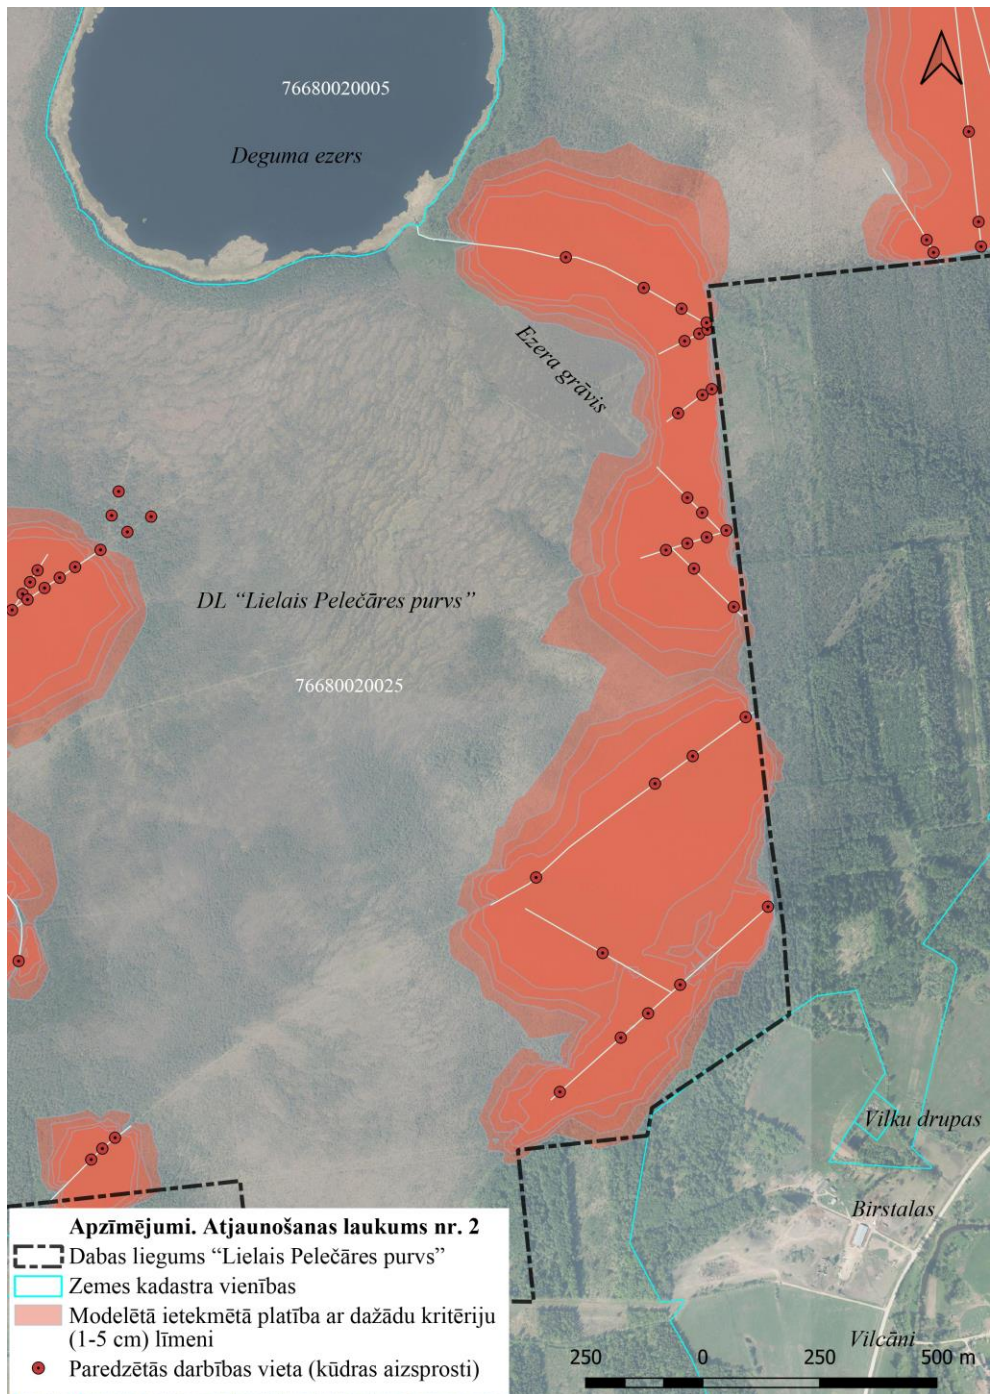 76680020005
Deguma ezers
Ezera grāvis
DL “Lielais Pelečāres purvs”
76680020025
Vilku drupas
Birstalas
Vilcāni
Apzīmējumi. Atjaunošanas laukums nr. 2
Dabas liegums “Lielais Pelečāres purvs”
Zemes kadastra vienības
Modelētā ietekmētā platība ar dažādu kritēriju
(1-5 cm) līmeni
Paredzētās darbības vieta (kūdras aizsprosti)
250 0 250 500 m